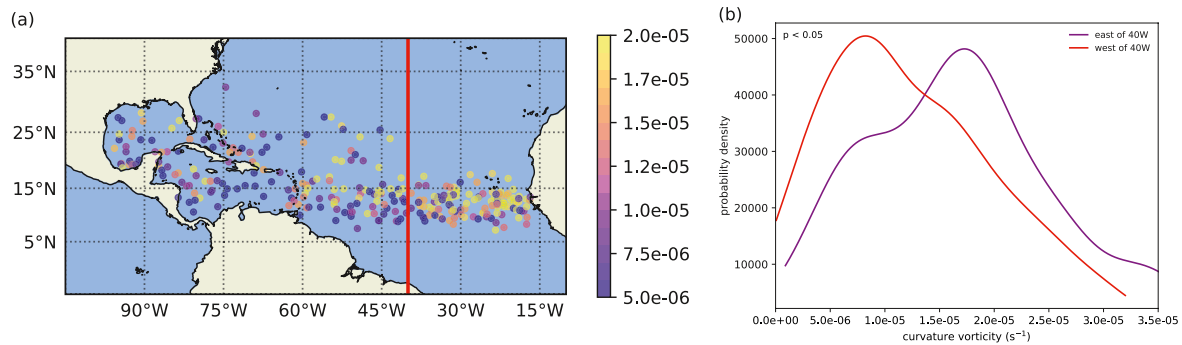 (a)
35°N
25°N
15°N
5°N
90°W
75°W
60°W
45°W
30°W
15°W
2.0e-05
1.7e-05
1.5e-05
1.2e-05
1.0e-05
7.5e-06
5.0e-06
(b)
p < 0.05
east of 40W
west of 40W
probability density
50000
40000
30000
20000
10000
0.0e+00
5.0e-06
1.0e-05
1.5e-05
2.0e-05
2.5e-05
3.0e-05
3.5e-05
curvature vorticity (s⁻¹)